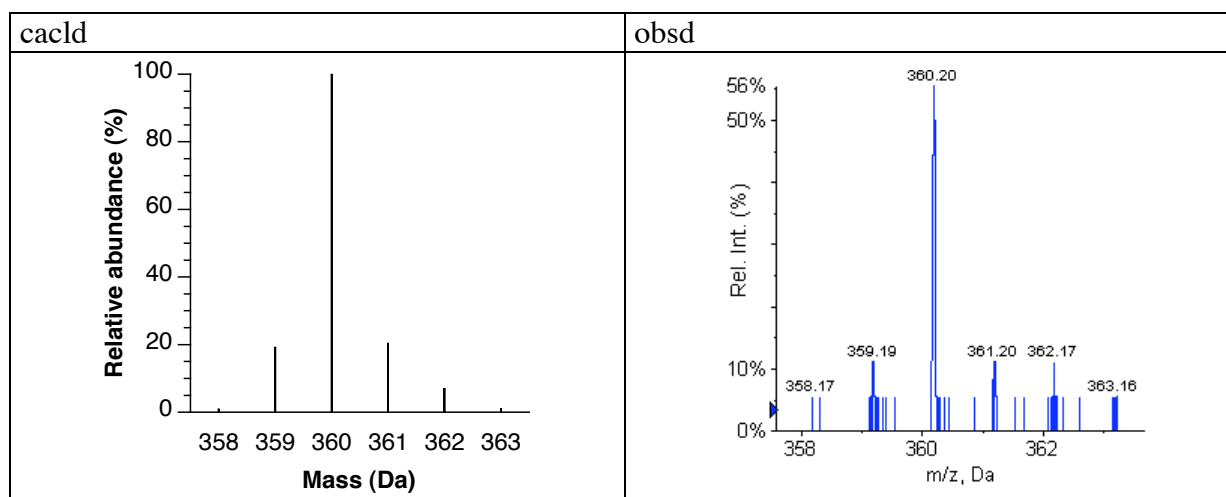 cacld
obsd
100
80
60
40
20
0
Relative abundance (%)
358 359 360 361 362 363
Mass (Da)
56%
50%
10%
0%
Rel. Int. (%)
360.20
359.19
361.20
362.17
358.17
363.16
358 360 362
m/z, Da